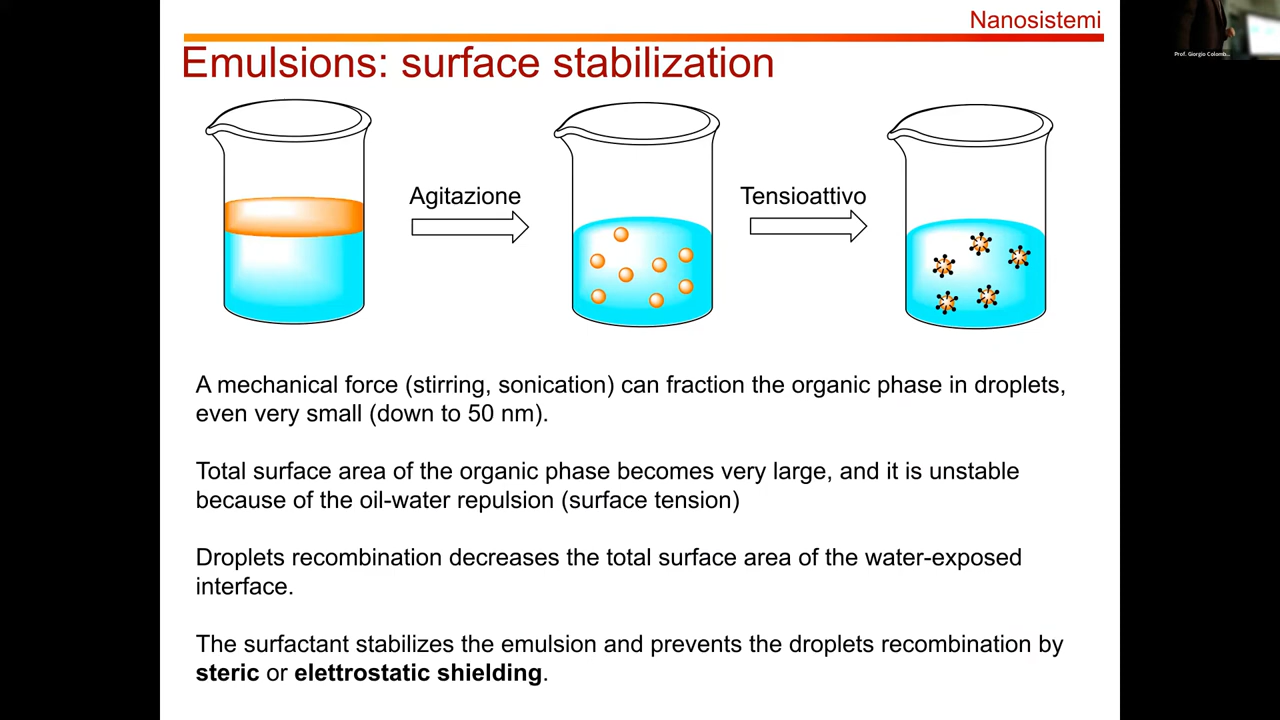 Nanosistemi
Prof. Giorgio Colomb...
Emulsions: surface stabilization
Agitazione
Tensioattivo
A mechanical force (stirring, sonication) can fraction the organic phase in droplets,
even very small (down to 50 nm).
Total surface area of the organic phase becomes very large, and it is unstable
because of the oil-water repulsion (surface tension)
Droplets recombination decreases the total surface area of the water-exposed
interface.
The surfactant stabilizes the emulsion and prevents the droplets recombination by
steric or elettrostatic shielding.